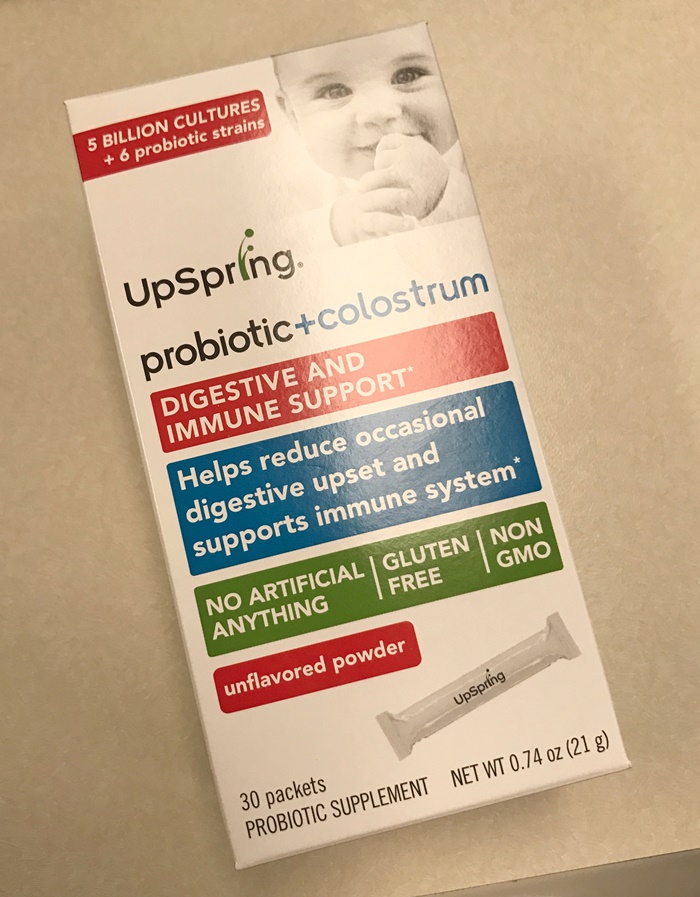 5 BILLION CULTURES
+ 6 probiotic strains
UpSpring®
probiotic+colostrum
DIGESTIVE AND
IMMUNE SUPPORT*
Helps reduce occasional
digestive upset and
supports immune system*
NO ARTIFICIAL
ANYTHING
GLUTEN
FREE
NON
GMO
unflavored powder
UpSpring
30 packets
PROBIOTIC SUPPLEMENT
NET WT 0.74 oz (21 g)